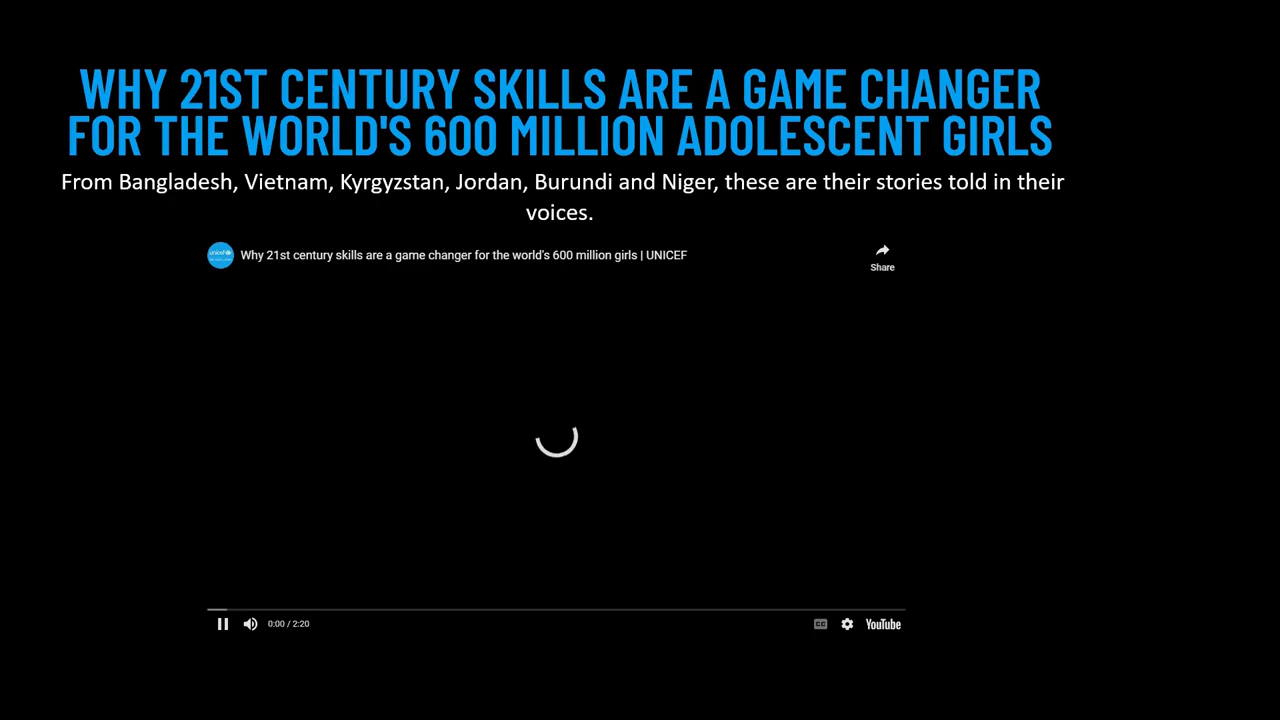 WHY 21ST CENTURY SKILLS ARE A GAME CHANGER
FOR THE WORLD'S 600 MILLION ADOLESCENT GIRLS
From Bangladesh, Vietnam, Kyrgyzstan, Jordan, Burundi and Niger, these are their stories told in their
voices.
unicef
Why 21st century skills are a game changer for the world's 600 million girls | UNICEF
Share
0:00 / 2:20
CC
YouTube